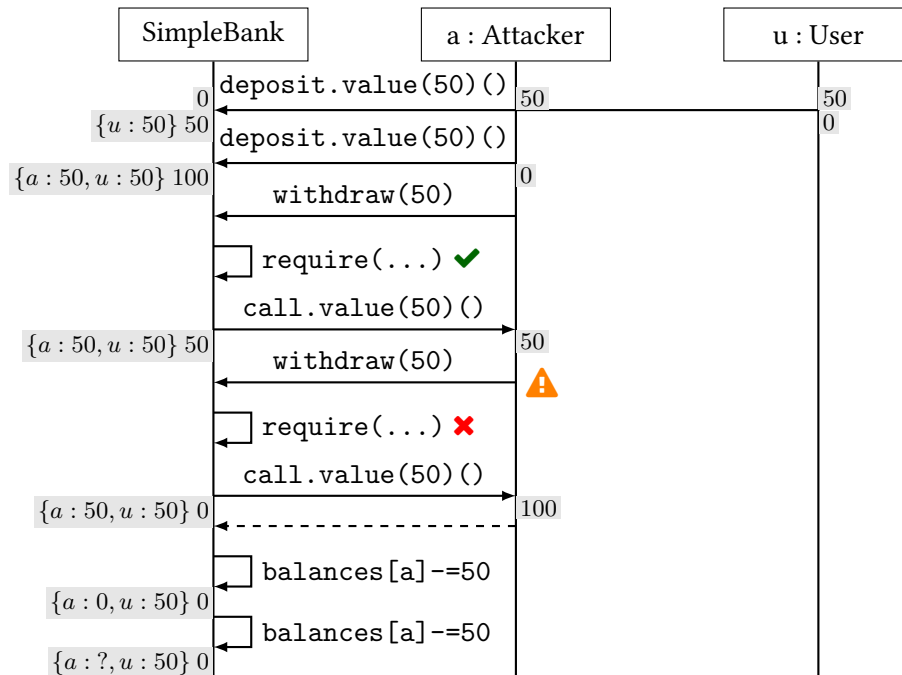 SimpleBank
a : Attacker
u : User
deposit.value(50)()
0
50
50
{u : 50} 50
0
deposit.value(50)()
{a : 50, u : 50} 100
0
withdraw(50)
require(...)
call.value(50)()
{a : 50, u : 50} 50
50
withdraw(50)
require(...)
call.value(50)()
{a : 50, u : 50} 0
100
balances[a]-=50
{a : 0, u : 50} 0
balances[a]-=50
{a : ?, u : 50} 0